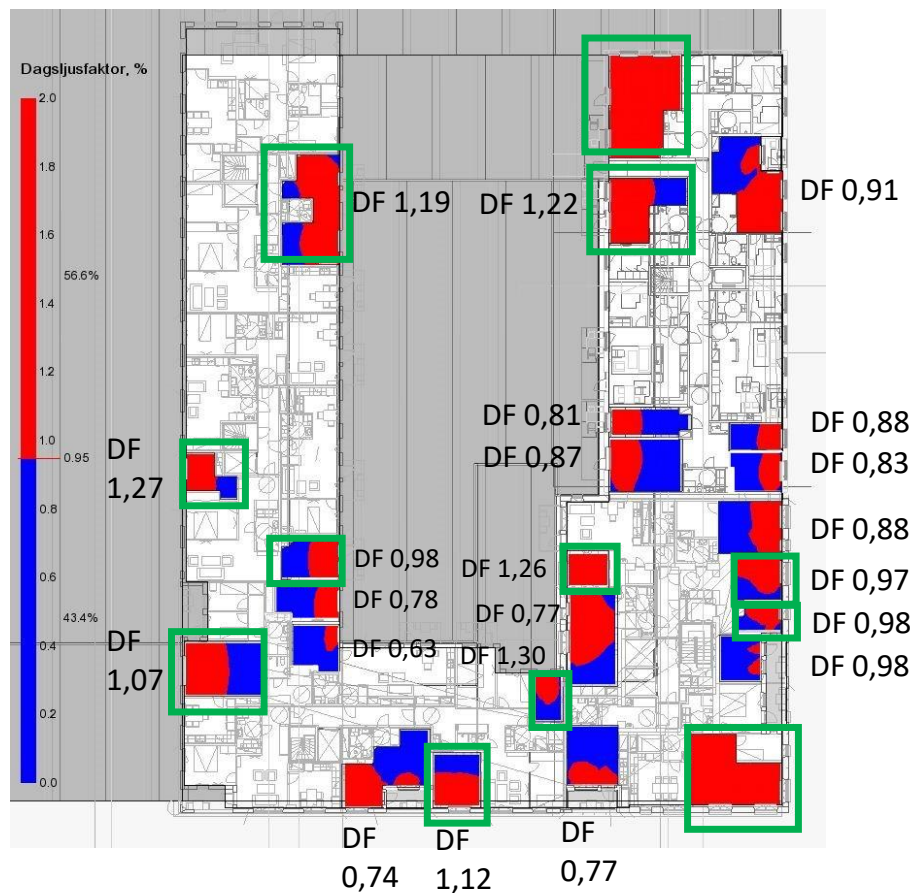 Dagsljusfaktor, %
2.0
1.8
1.6
56.6%
1.4
1.2
1.0
0.95
0.8
0.6
43.4%
0.4
0.2
0.0
DF 1,19
DF 1,22
DF 0,91
DF 0,81
DF 0,87
DF 0,88
DF 0,83
DF
1,27
DF 0,88
DF 0,98
DF 1,26
DF 0,97
DF 0,78
DF 0,77
DF 0,98
DF
1,07
DF 0,63
DF 1,30
DF 0,98
DF
0,74
DF
1,12
DF
0,77